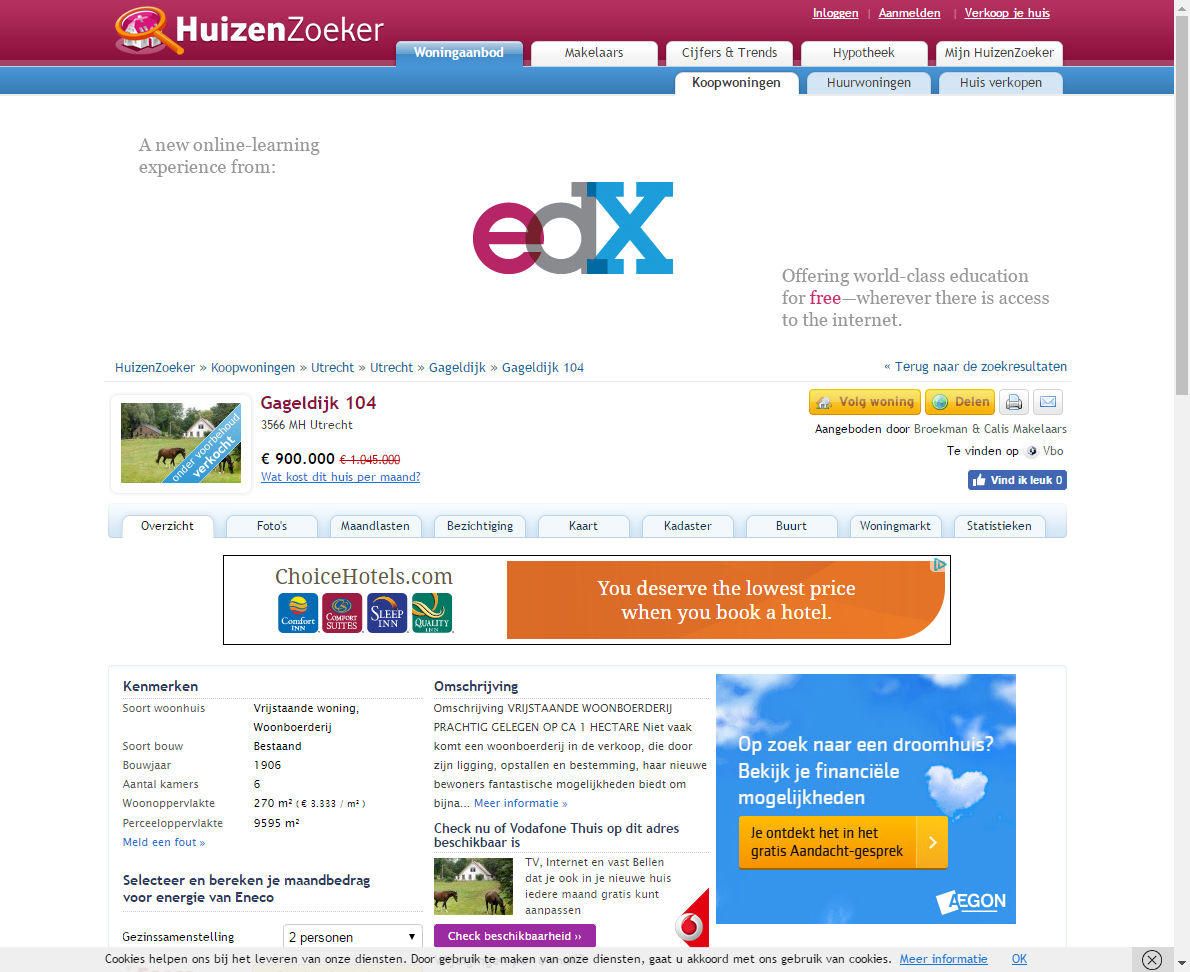 Inloggen | Aanmelden | Verkoop je huis
HuizenZoeker
Woningaanbod Makelaars Cijfers & Trends Hypotheek Mijn HuizenZoeker
Koopwoningen Huurwoningen Huis verkopen
A new online-learning
experience from:
edX
Offering world-class education
for free—wherever there is access
to the internet.
HuizenZoeker » Koopwoningen » Utrecht » Utrecht » Gageldijk » Gageldijk 104
« Terug naar de zoekresultaten
onder voorbehoud
verkocht
Gageldijk 104
3566 MH Utrecht
€ 900.000 € 1.045.000
Wat kost dit huis per maand?
Volg woning Delen
Aangeboden door Broekman & Calis Makelaars
Te vinden op Vbo
Vind ik leuk 0
Overzicht Foto's Maandlasten Bezichtiging Kaart Kadaster Buurt Woningmarkt Statistieken
ChoiceHotels.com
Comfort INN COMFORT SUITES SLEEP INN QUALITY INN
You deserve the lowest price
when you book a hotel.
Kenmerken
Soort woonhuis Vrijstaande woning,
Woonboerderij
Soort bouw Bestaand
Bouwjaar 1906
Aantal kamers 6
Woonoppervlakte 270 m² ( € 3.333 / m² )
Perceeloppervlakte 9595 m²
Meld een fout »
Selecteer en bereken je maandbedrag
voor energie van Eneco
Gezinssamenstelling 2 personen
Omschrijving
Omschrijving VRIJSTAANDE WOONBOERDERIJ
PRACHTIG GELEGEN OP CA 1 HECTARE Niet vaak
komt een woonboerderij in de verkoop, die door
zijn ligging, opstallen en bestemming, haar nieuwe
bewoners fantastische mogelijkheden biedt om
bijna... Meer informatie »
Check nu of Vodafone Thuis op dit adres
beschikbaar is
TV, Internet en vast Bellen
dat je ook in je nieuwe huis
iedere maand gratis kunt
aanpassen
Check beschikbaarheid ››
Op zoek naar een droomhuis?
Bekijk je financiële
mogelijkheden
Je ontdekt het in het
gratis Aandacht-gesprek
AEGON
Cookies helpen ons bij het leveren van onze diensten. Door gebruik te maken van onze diensten, gaat u akkoord met ons gebruik van cookies. Meer informatie OK